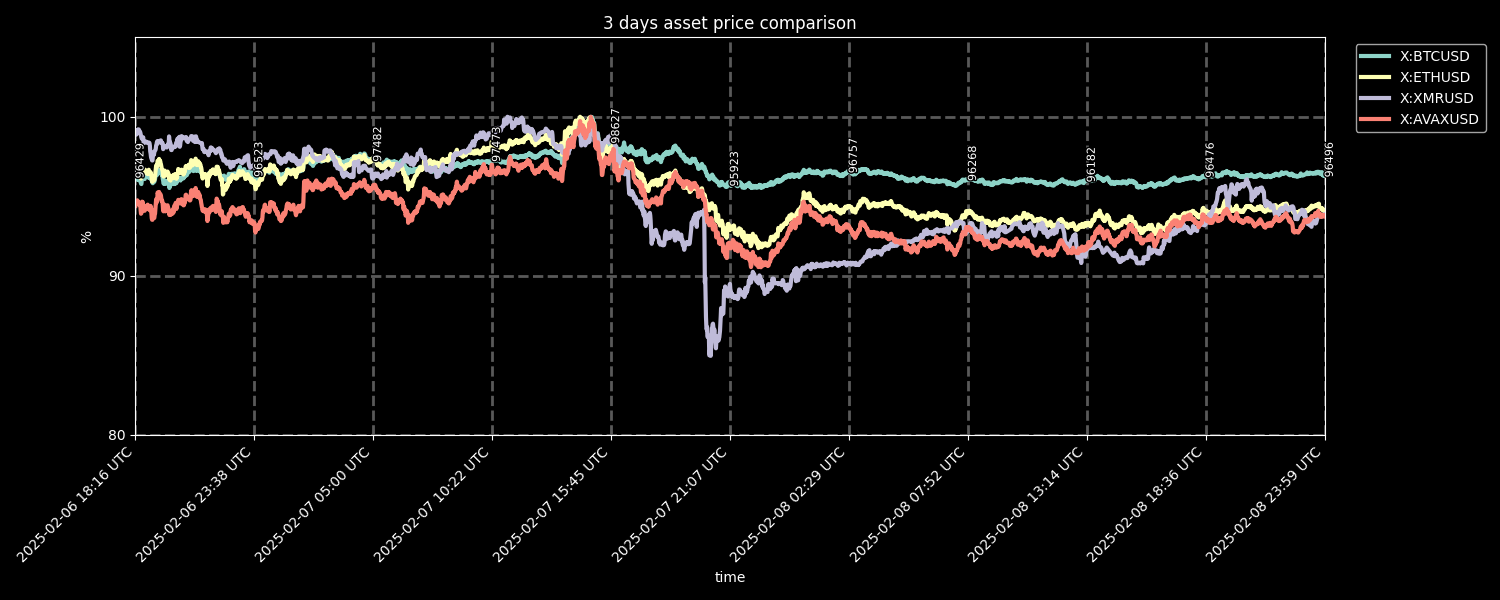 3 days asset price comparison
X:BTCUSD
X:ETHUSD
X:XMRUSD
X:AVAXUSD
100
90
80
%
96429
96523
97482
97473
98627
95923
96757
96268
96182
96476
96496
2025-02-06 18:16 UTC
2025-02-06 23:38 UTC
2025-02-07 05:00 UTC
2025-02-07 10:22 UTC
2025-02-07 15:45 UTC
2025-02-07 21:07 UTC
2025-02-08 02:29 UTC
2025-02-08 07:52 UTC
2025-02-08 13:14 UTC
2025-02-08 18:36 UTC
2025-02-08 23:59 UTC
time